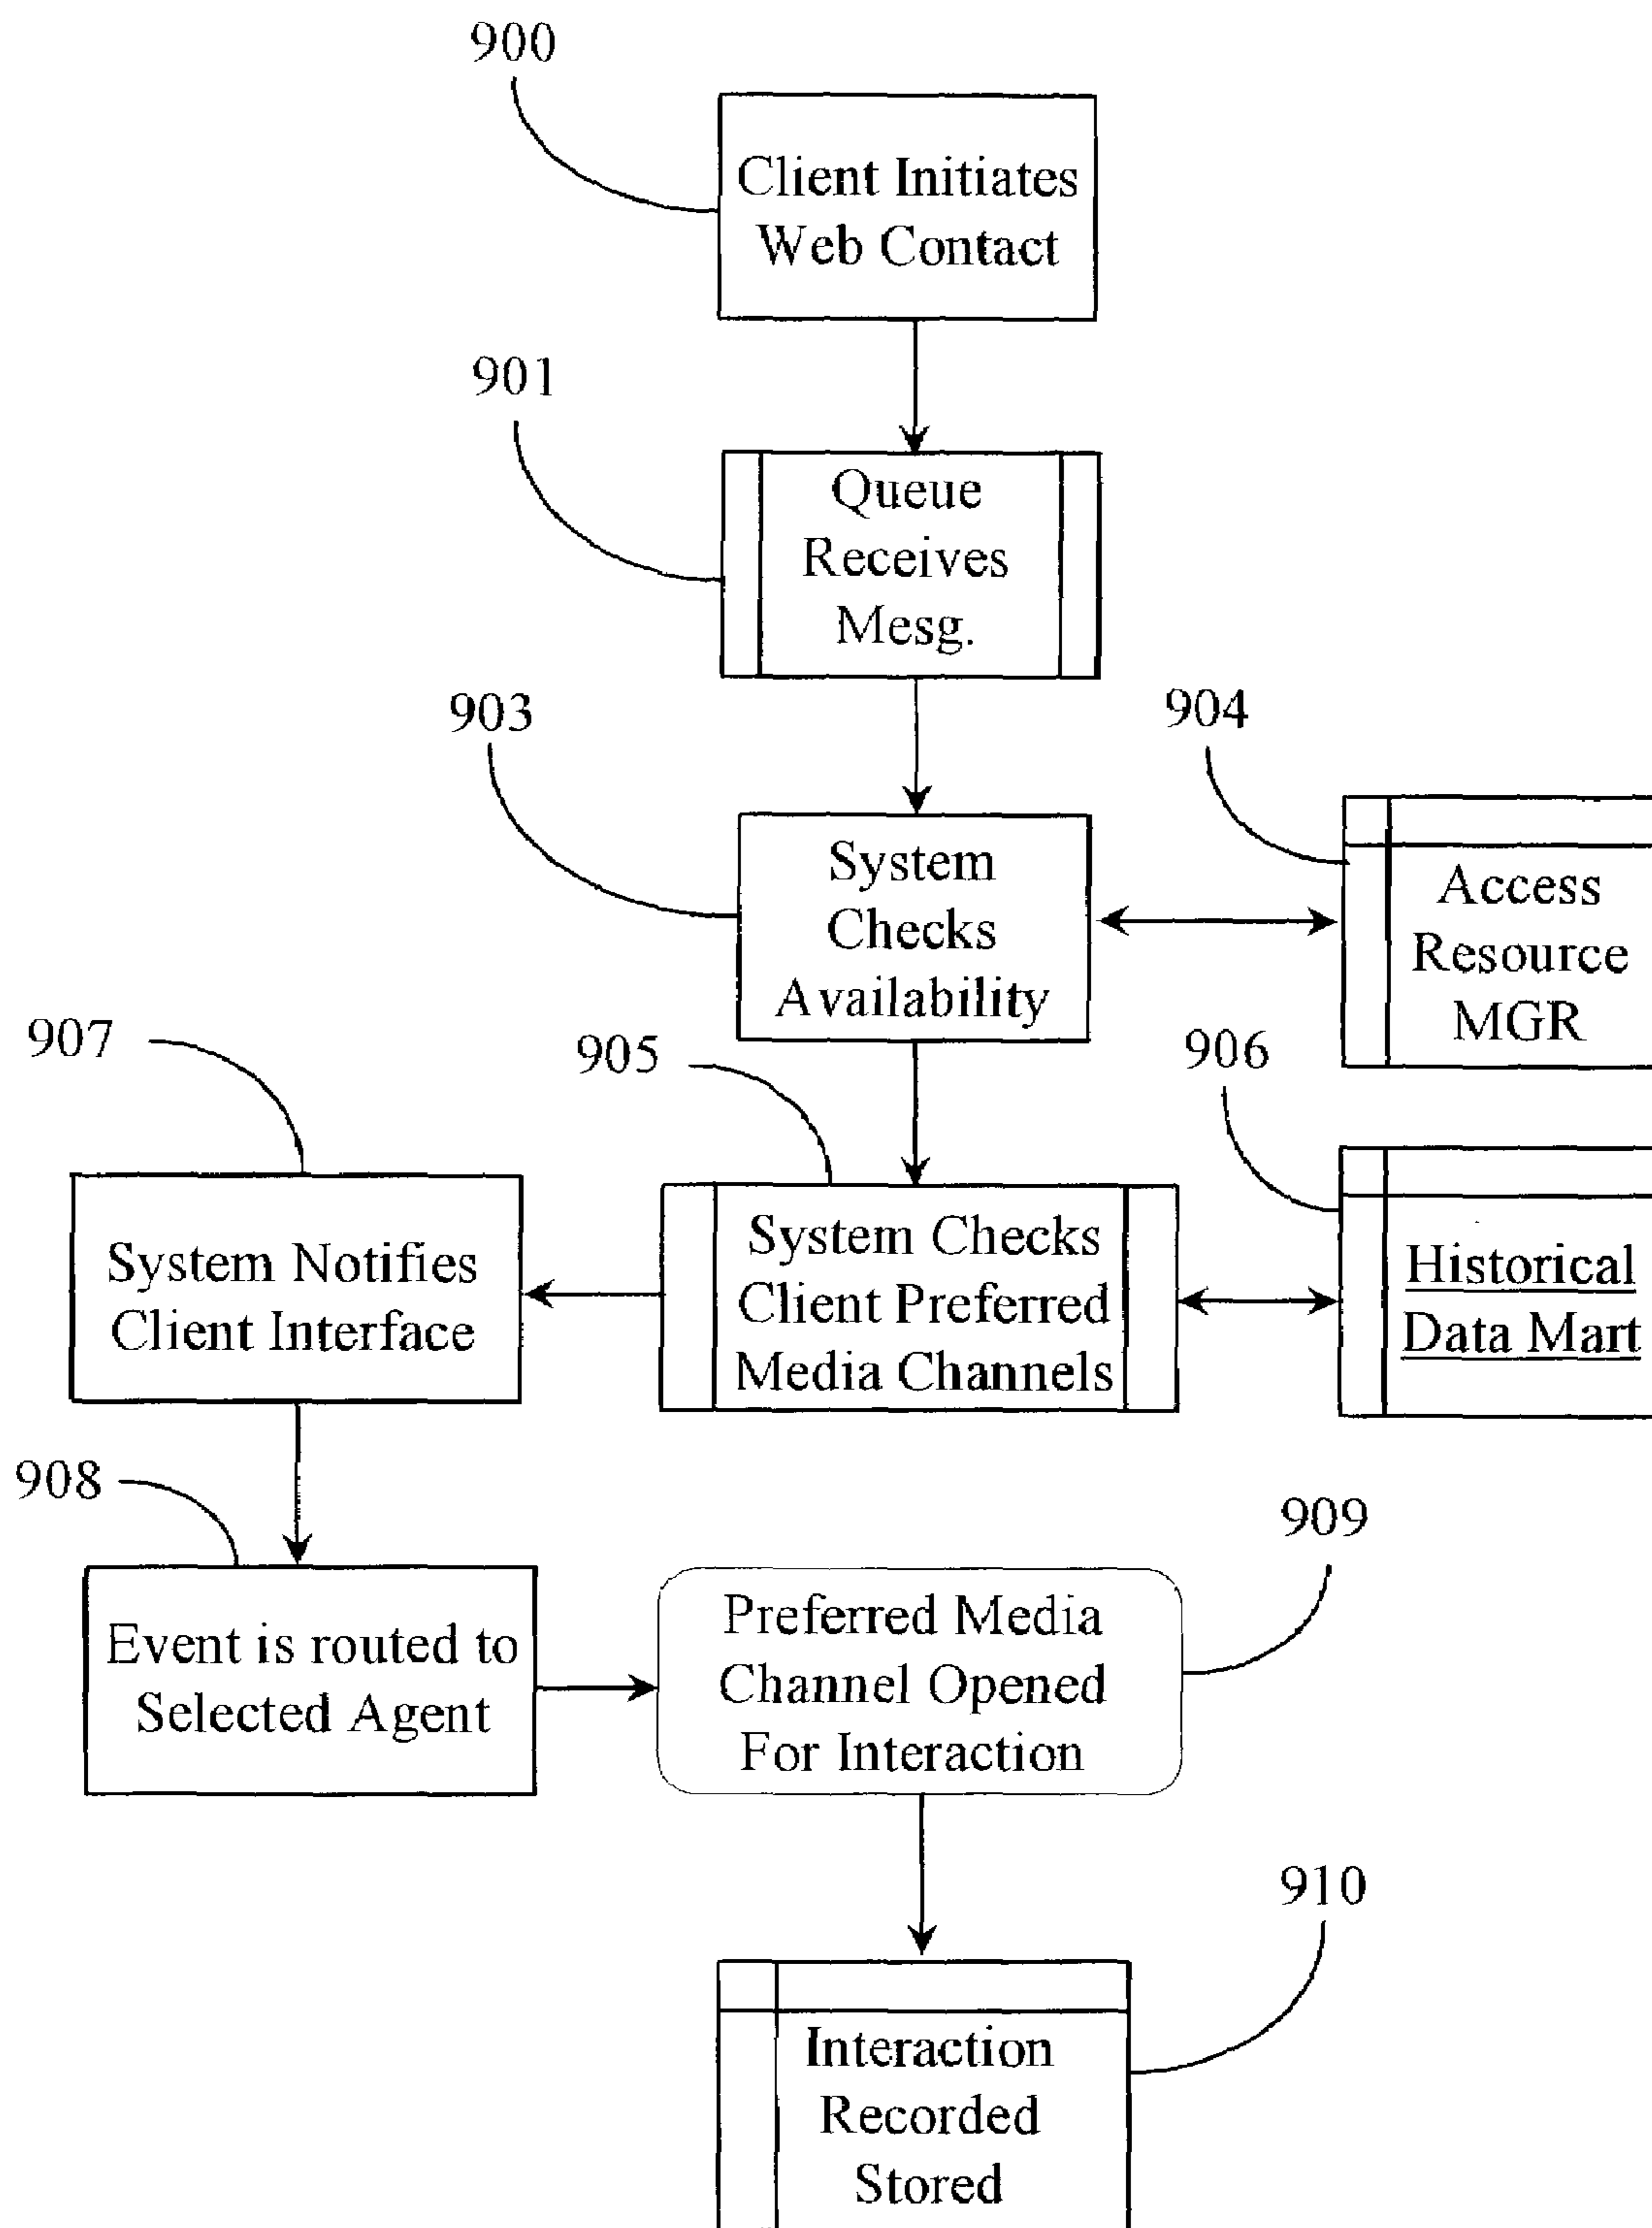 900
Client Initiates
Web Contact
901
Queue
Receives
Mesg.
903
System
Checks
Availability
904
Access
Resource
MGR
907
System Notifies
Client Interface
905
System Checks
Client Preferred
Media Channels
906
Historical
Data Mart
908
Event is routed to
Selected Agent
909
Preferred Media
Channel Opened
For Interaction
910
Interaction
Recorded
Stored